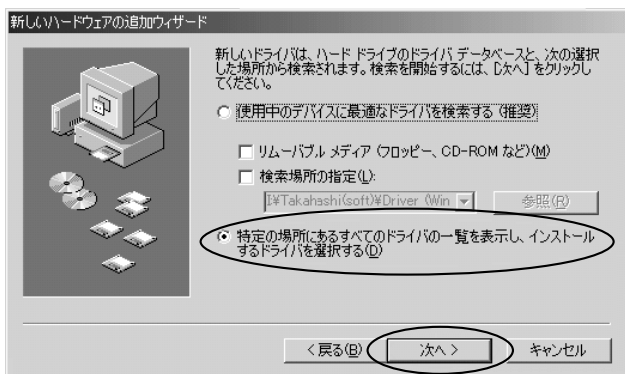 新しいハードウェアの追加ウィザード
新しいドライバは、ハード ドライブのドライバ データベースと、次の選択
した場所から検索されます。検索を開始するには、[次へ] をクリックし
てください。
使用中のデバイスに最適なドライバを検索する (推奨)
リムーバブル メディア (フロッピー、CD-ROM など)(M)
検索場所の指定(L):
I¥Takahashi(soft)¥Driver (Win
参照(R)
特定の場所にあるすべてのドライバの一覧を表示し、インストール
するドライバを選択する(D)
< 戻る(B)
次へ >
キャンセル